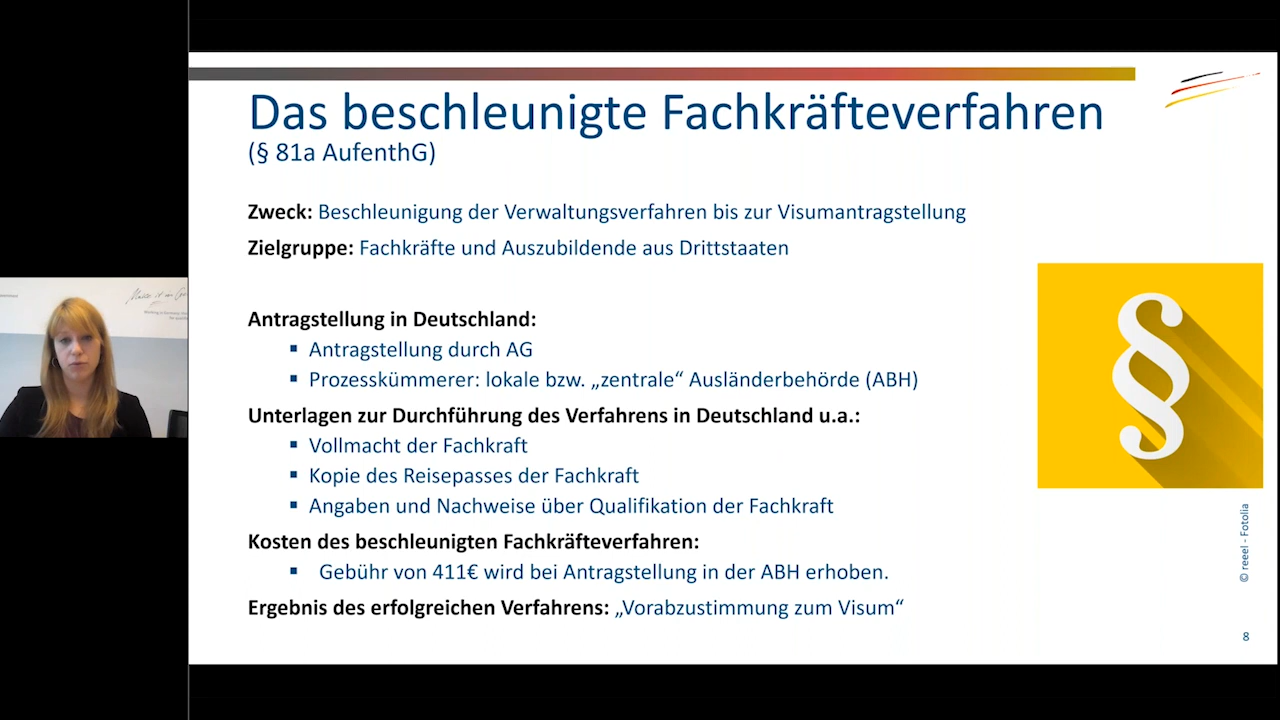 Das beschleunigte Fachkräfteverfahren
(§ 81a AufenthG)
Zweck: Beschleunigung der Verwaltungsverfahren bis zur Visumantragstellung
Zielgruppe: Fachkräfte und Auszubildende aus Drittstaaten
Antragstellung in Deutschland:
▪ Antragstellung durch AG
▪ Prozesskümmerer: lokale bzw. „zentrale“ Ausländerbehörde (ABH)
Unterlagen zur Durchführung des Verfahrens in Deutschland u.a.:
▪ Vollmacht der Fachkraft
▪ Kopie des Reisepasses der Fachkraft
▪ Angaben und Nachweise über Qualifikation der Fachkraft
Kosten des beschleunigten Fachkräfteverfahren:
▪ Gebühr von 411€ wird bei Antragstellung in der ABH erhoben.
Ergebnis des erfolgreichen Verfahrens: „Vorabzustimmung zum Visum“
§
© reeel - Fotolia
8